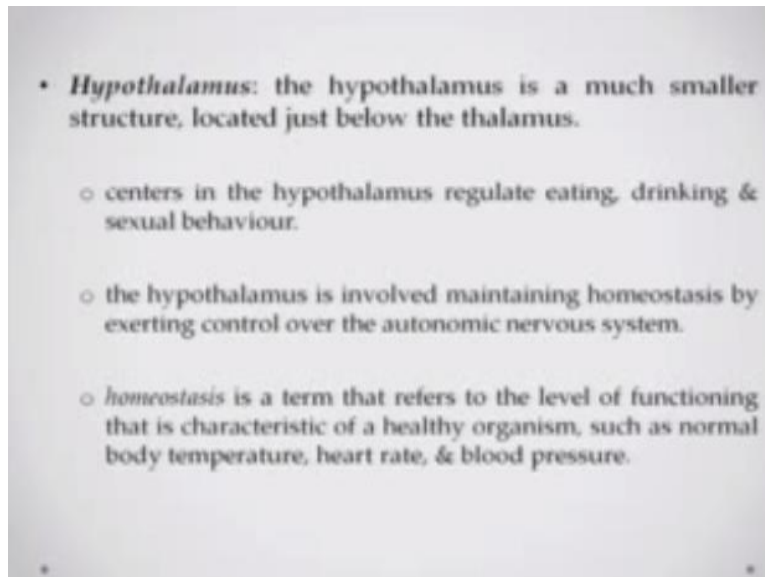 • Hypothalamus: the hypothalamus is a much smaller
structure, located just below the thalamus.
o centers in the hypothalamus regulate eating, drinking &
sexual behaviour.
o the hypothalamus is involved maintaining homeostasis by
exerting control over the autonomic nervous system.
o homeostasis is a term that refers to the level of functioning
that is characteristic of a healthy organism, such as normal
body temperature, heart rate, & blood pressure.